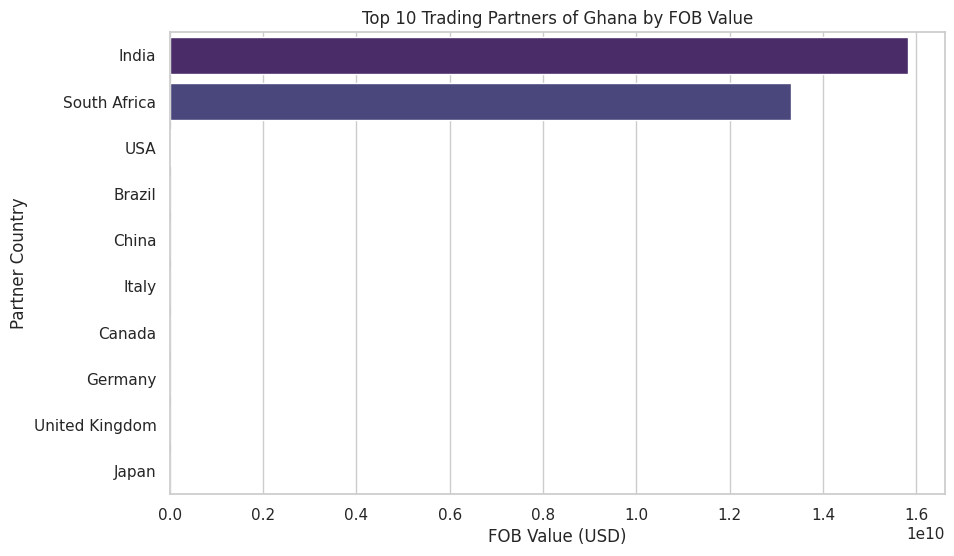 Top 10 Trading Partners of Ghana by FOB Value
Partner Country
India
South Africa
USA
Brazil
China
Italy
Canada
Germany
United Kingdom
Japan
0.0 0.2 0.4 0.6 0.8 1.0 1.2 1.4 1.6
1e10
FOB Value (USD)